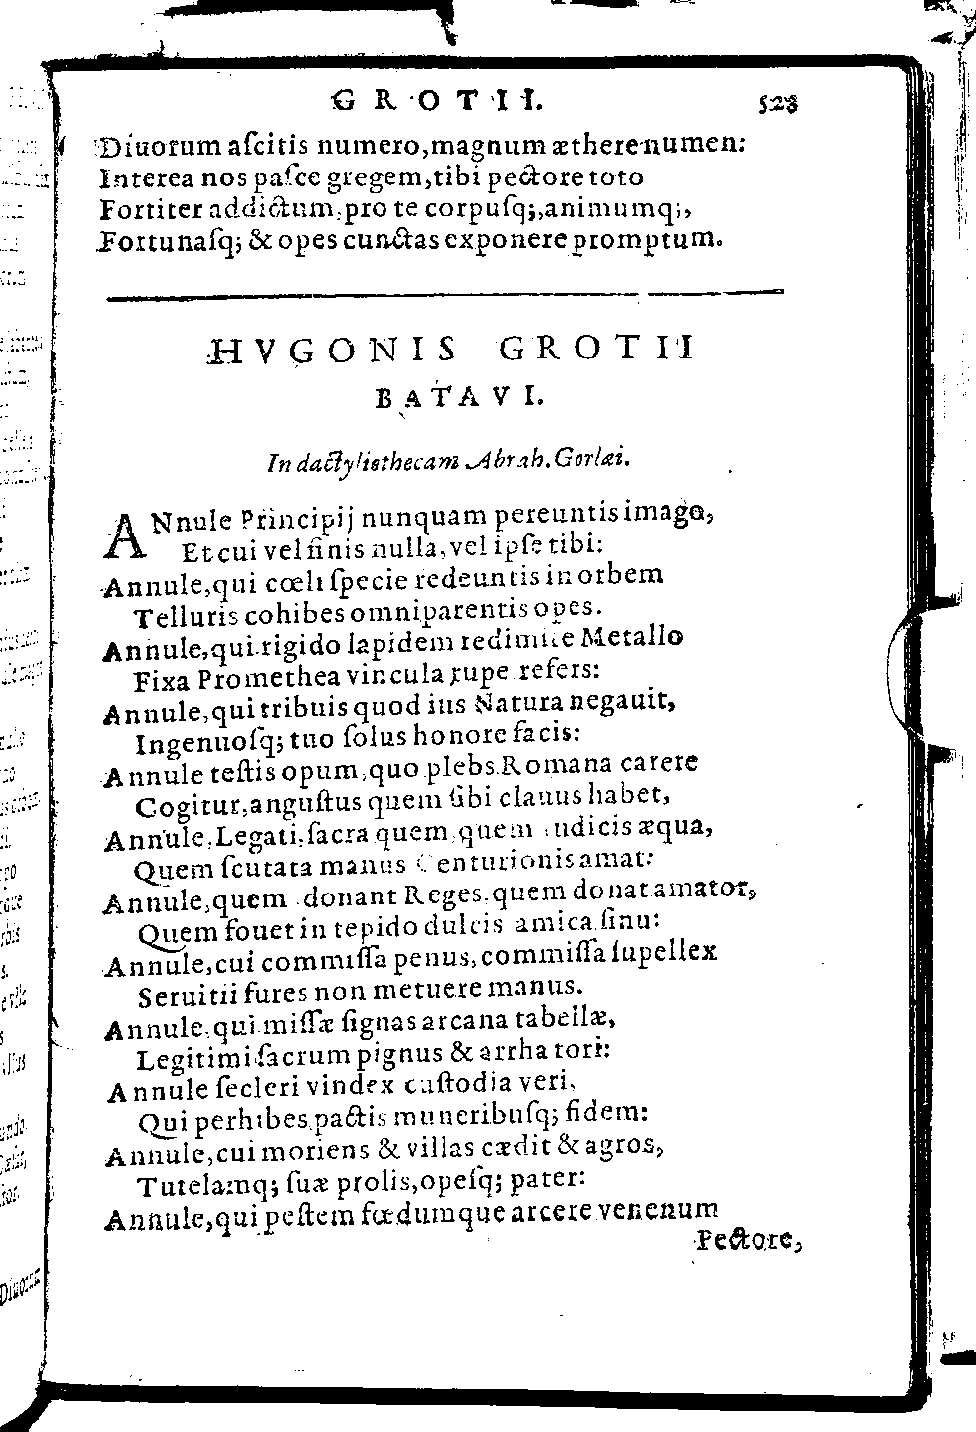 GROTII. 528
Diuorum aſcitis numero, magnum æthere numen:
Interea nos paſce gregem, tibi pectore toto
Fortiter addictum, pro te corpuſq;, animumq;,
Fortunaſq; & opes cunctas exponere promptum.
HVGONIS GROTII
BATAVI.
In dactyliothecam Abrah. Gorlæi.
ANnule Principij nunquam pereuntis imago,
Et cui vel finis nulla, vel ipſe tibi:
Annule, qui cœli ſpecie redeuntis in orbem
Telluris cohibes omniparentis opes.
Annule, qui rigido lapidem redimite Metallo
Fixa Promethea vincula rupe refers:
Annule, qui tribuis quod ius Natura negauit,
Ingenuoſq; tuo ſolus honore facis:
Annule teſtis opum, quo plebs Romana carere
Cogitur, anguſtus quem ſibi clauus habet,
Annule, Legati ſacra quem, quem iudicis æqua,
Quem ſcutata manus Centurionis amat:
Annule, quem donant Reges, quem donat amator,
Quem fouet in tepido dulcis amica ſinu:
Annule, cui commiſſa penus, commiſſa ſupellex
Seruitii fures non metuere manus.
Annule, qui miſſæ ſignas arcana tabellæ,
Legitimi ſacrum pignus & arrha tori:
Annule ſecleri vindex cuſtodia veri,
Qui perhibes pactis muneribuſq; fidem:
Annule, cui moriens & villas cædit & agros,
Tutelamq; ſuæ prolis, opeſq; pater:
Annule, qui peſtem fœdumque arcere venenum
Pectore,